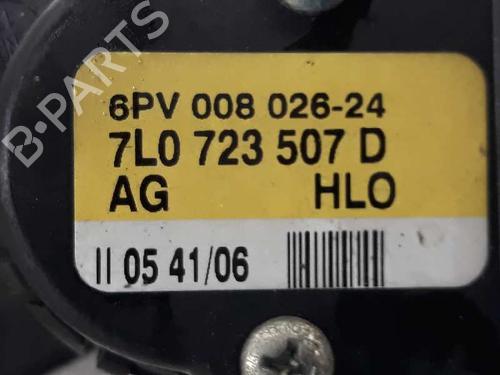 B-PARTS
6PV 008 026-24
7L0 723 507 D
AG HLO
II 05 41/06